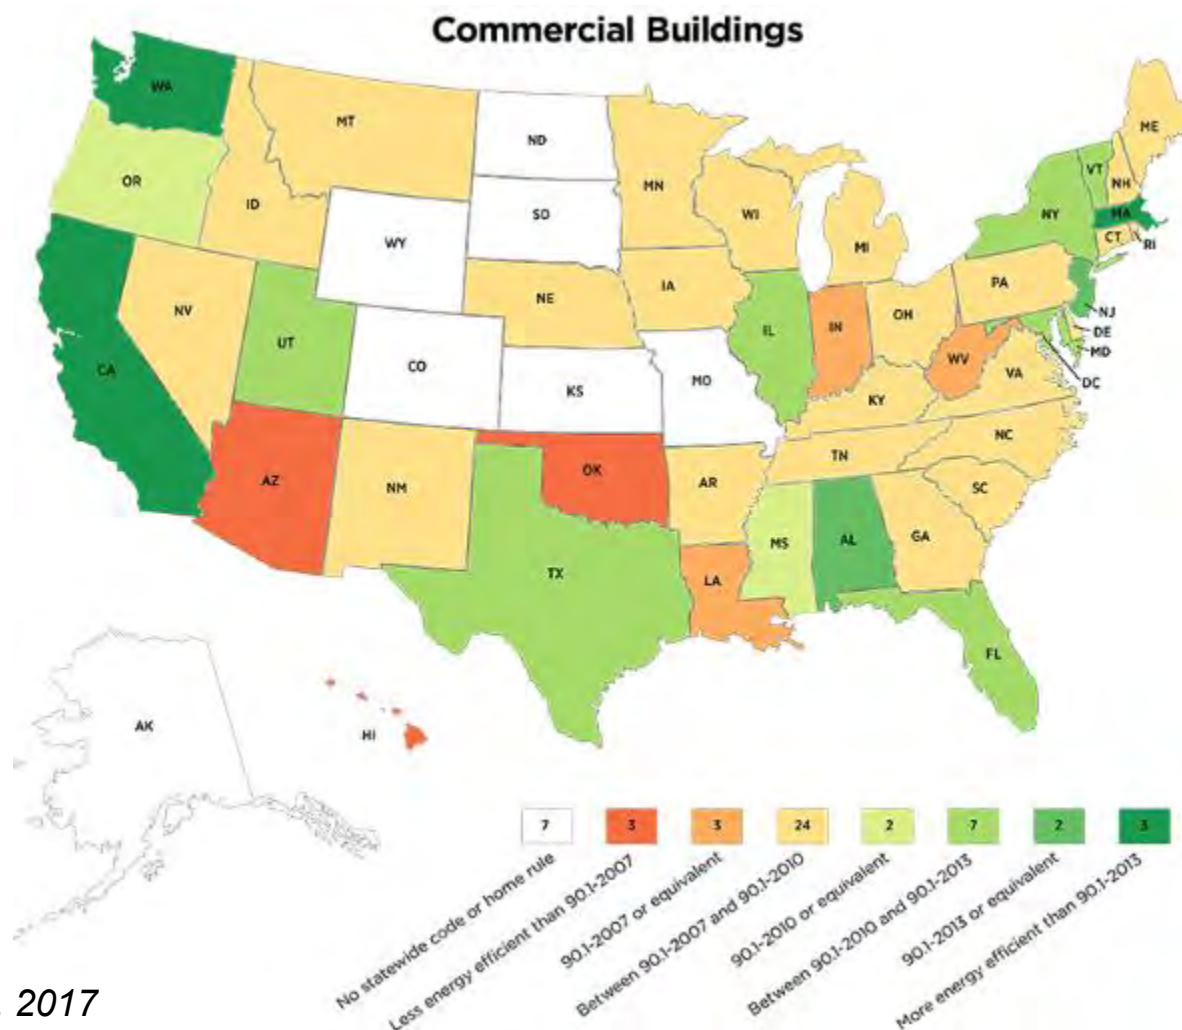 Commercial Buildings
WA
MT
ND
ME
VT
NH
MN
OR
ID
SO
WI
NY
MA
WY
MI
CT
RI
IA
PA
NE
NV
OH
NJ
IL
IN
UT
DE
MD
WV
CO
VA
CA
KS
MO
DC
KY
NC
TN
AZ
OK
NM
AR
SC
MS
AL
GA
TX
LA
FL
AK
HI
7
3
3
24
2
7
2
3
No statewide code or home rule
Less energy efficient than 90.1-2007
90.1-2007 or equivalent
Between 90.1-2007 and 90.1-2010
90.1-2010 or equivalent
Between 90.1-2010 and 90.1-2013
90.1-2013 or equivalent
More energy efficient than 90.1-2013
2017